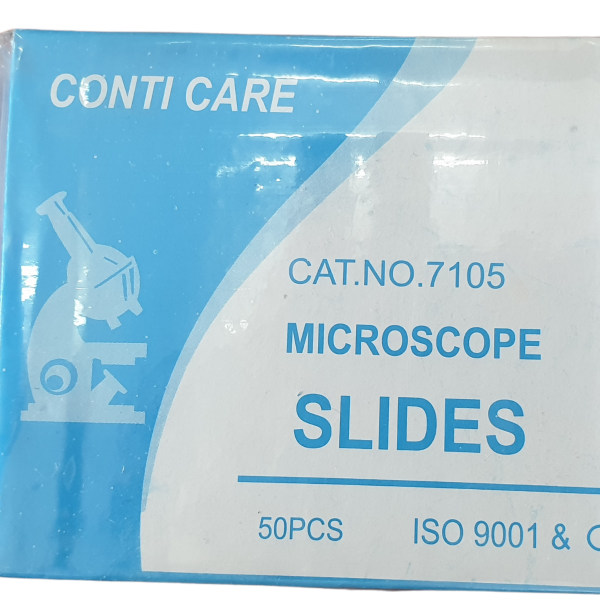 CONTI CARE
CAT.NO.7105
MICROSCOPE
SLIDES
50PCS ISO 9001 &